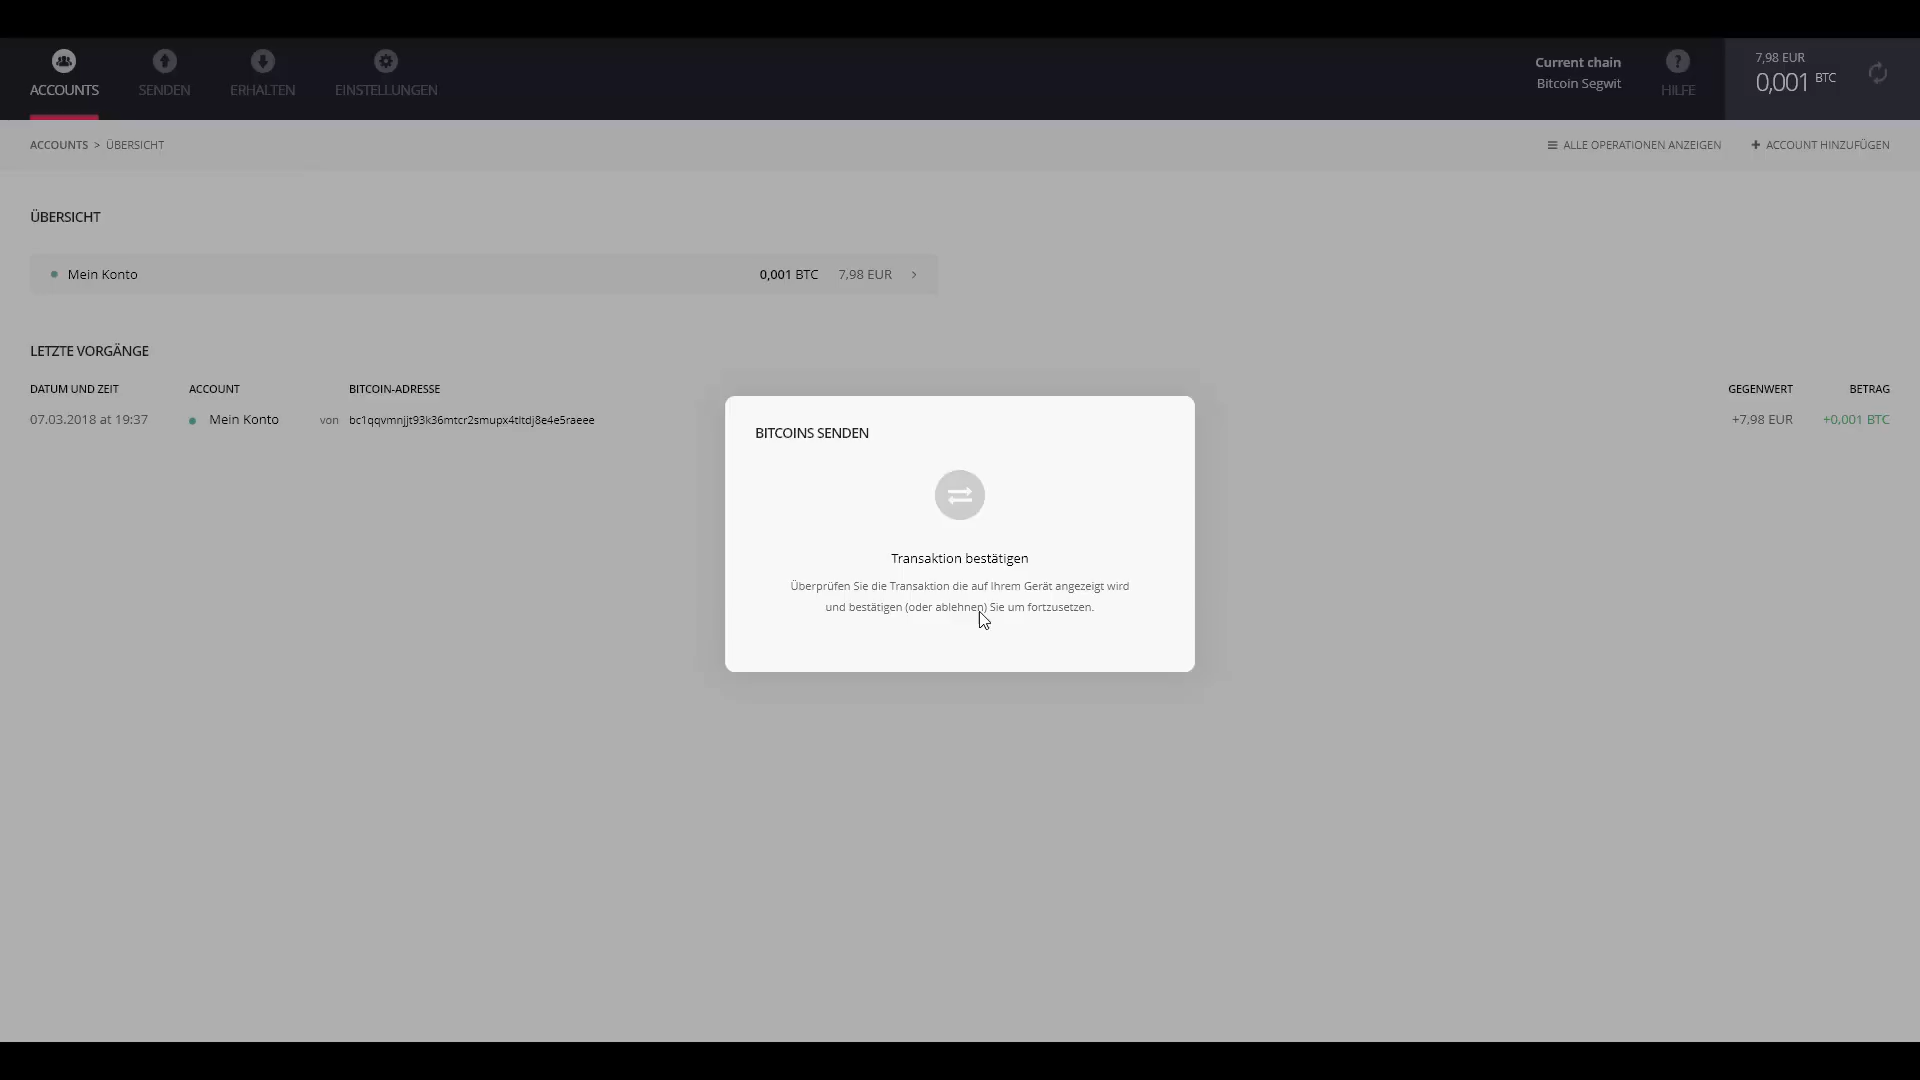 ACCOUNTS
SENDEN
ERHALTEN
EINSTELLUNGEN
Current chain
Bitcoin Segwit
?
HILFE
7,98 EUR
0,001 BTC
ACCOUNTS > ÜBERSICHT
ALLE OPERATIONEN ANZEIGEN
ACCOUNT HINZUFÜGEN
ÜBERSICHT
Mein Konto 0,001 BTC 7,98 EUR
LETZTE VORGÄNGE
DATUM UND ZEIT ACCOUNT BITCOIN-ADRESSE GEGENWERT BETRAG
07.03.2018 at 19:37 Mein Konto von bc1qqvmnjjt93k36mtcr2smupx4tltdj8e4e5raeee +7,98 EUR +0,001 BTC
BITCOINS SENDEN
Transaktion bestätigen
Überprüfen Sie die Transaktion die auf Ihrem Gerät angezeigt wird
und bestätigen (oder ablehnen) Sie um fortzusetzen.